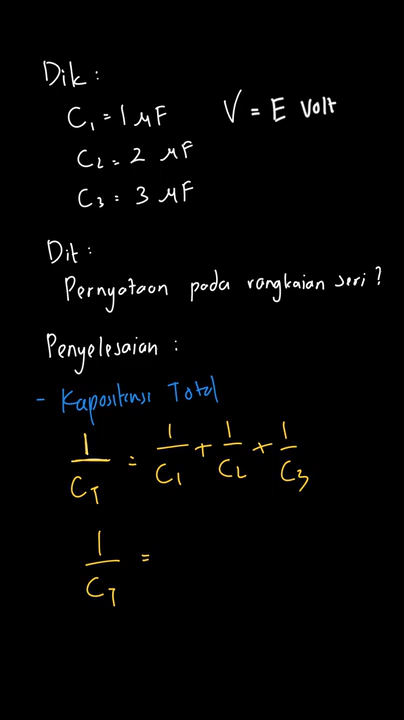 Dik :
C₁ = 1 μF V = E Volt
C₂ = 2 μF
C₃ = 3 μF
Dit :
Pernyataan pada rangkaian seri ?
Penyelesaian :
- Kapasitansi Total
1/C_T = 1/C₁ + 1/C₂ + 1/C₃
1/C_T =